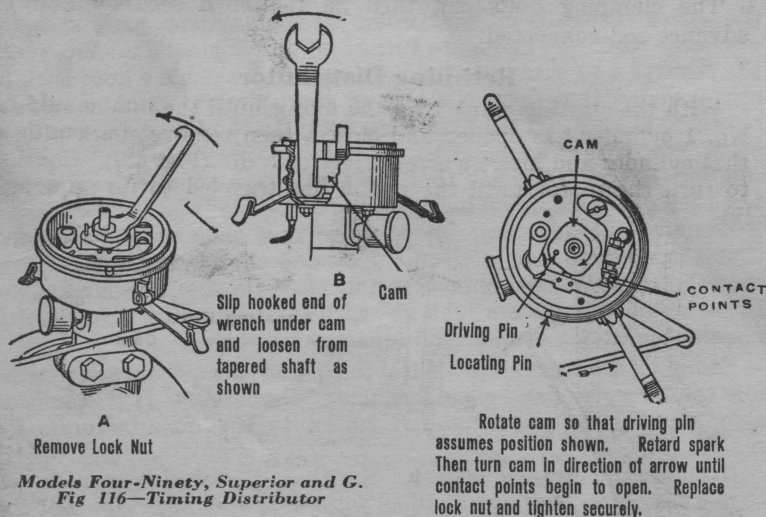 CAM
B
Cam
Slip hooked end of
wrench under cam
and loosen from
tapered shaft as
shown
CONTACT
POINTS
Driving Pin
Locating Pin
A
Remove Lock Nut
Models Four-Ninety, Superior and G.
Fig 116—Timing Distributor
Rotate cam so that driving pin
assumes position shown. Retard spark
Then turn cam in direction of arrow until
contact points begin to open. Replace
lock nut and tighten securely.